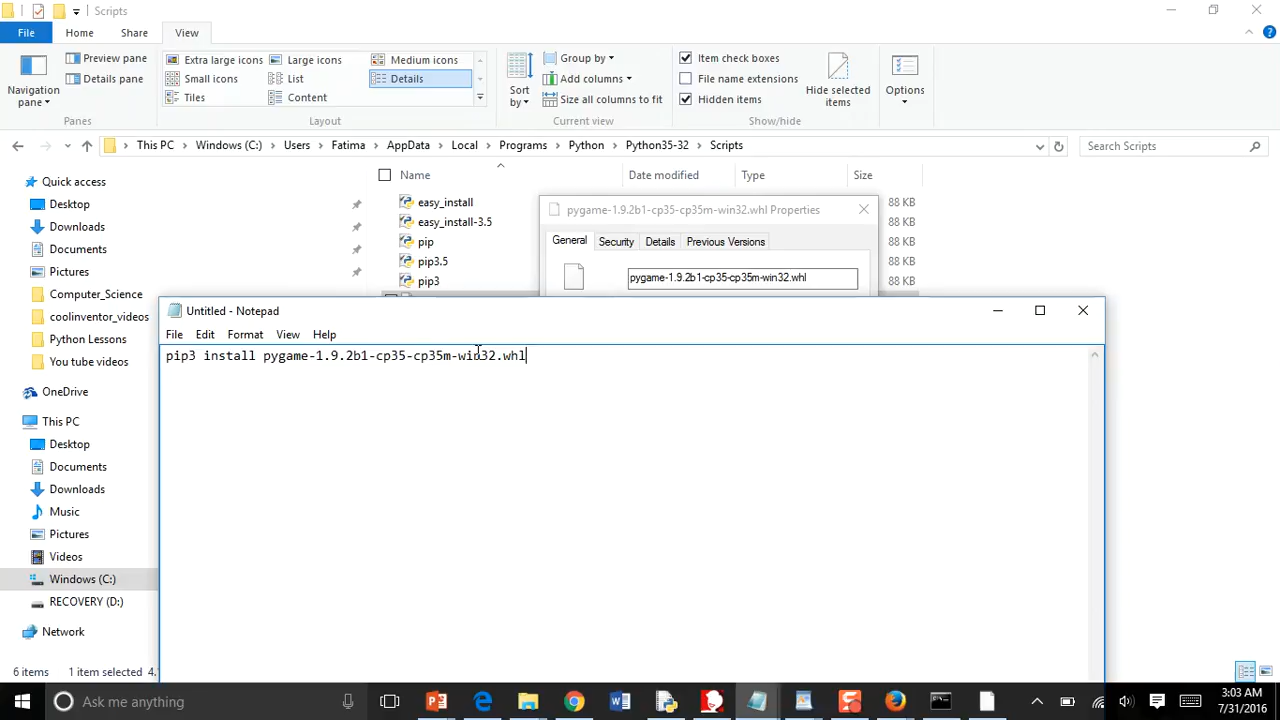 Scripts
File
Home
Share
View
Navigation pane
Preview pane
Details pane
Panes
Extra large icons
Large icons
Medium icons
Small icons
List
Details
Tiles
Content
Layout
Sort by
Group by
Add columns
Size all columns to fit
Current view
Item check boxes
File name extensions
Hidden items
Hide selected items
Show/hide
Options
This PC
Windows (C:)
Users
Fatima
AppData
Local
Programs
Python
Python35-32
Scripts
Search Scripts
Quick access
Desktop
Downloads
Documents
Pictures
Computer_Science
coolinventor_videos
Python Lessons
You tube videos
OneDrive
This PC
Desktop
Documents
Downloads
Music
Pictures
Videos
Windows (C:)
RECOVERY (D:)
Network
Name
Date modified
Type
Size
easy_install
88 KB
easy_install-3.5
88 KB
pip
88 KB
pip3.5
88 KB
pip3
88 KB
pygame-1.9.2b1-cp35-cp35m-win32.whl Properties
General
Security
Details
Previous Versions
pygame-1.9.2b1-cp35-cp35m-win32.whl
Untitled - Notepad
File
Edit
Format
View
Help
pip3 install pygame-1.9.2b1-cp35-cp35m-win32.whl
6 items
1 item selected
Ask me anything
3:03 AM
7/31/2016